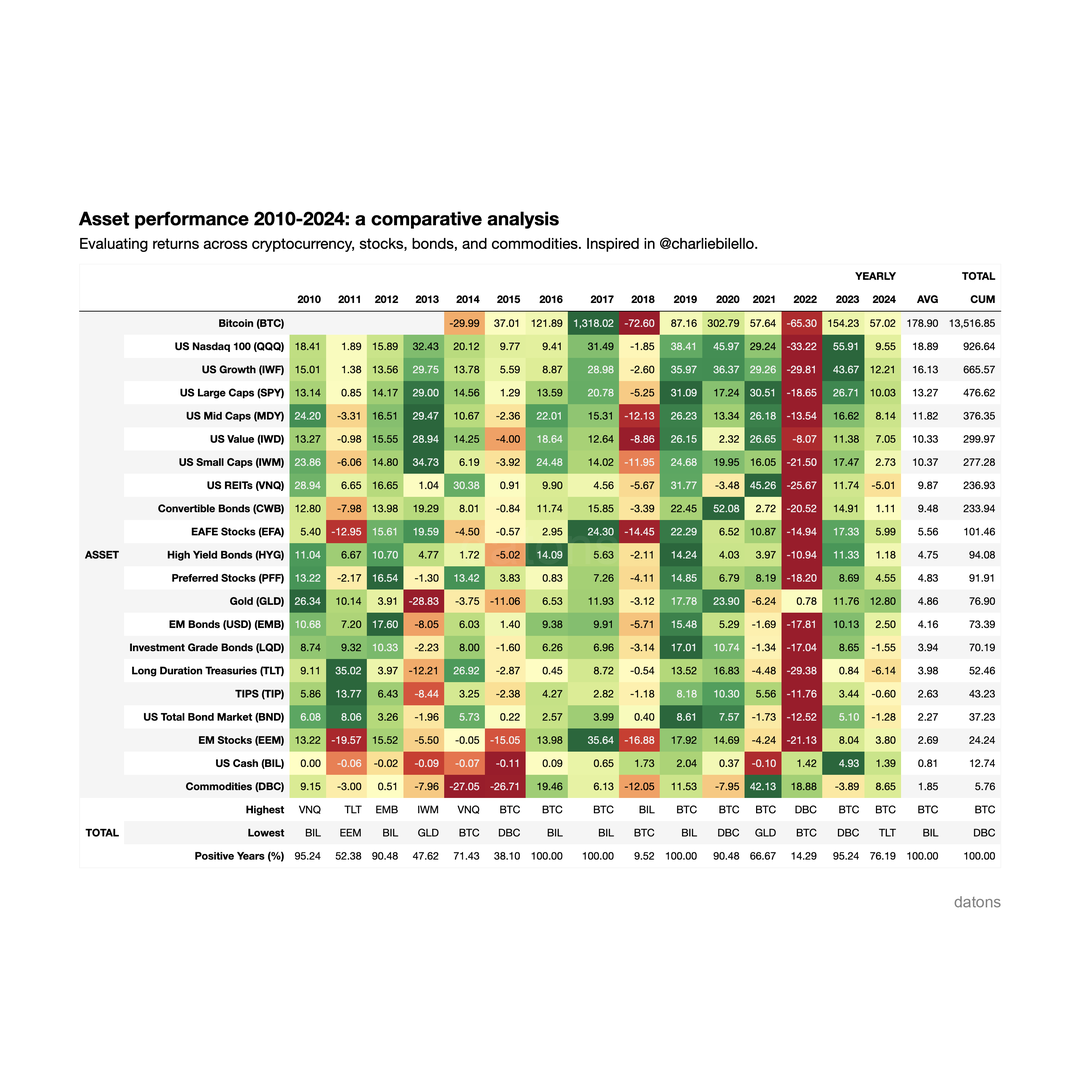 Asset performance 2010-2024: a comparative analysis
Evaluating returns across cryptocurrency, stocks, bonds, and commodities. Inspired in @charliebilello.
YEARLY TOTAL
2010 2011 2012 2013 2014 2015 2016 2017 2018 2019 2020 2021 2022 2023 2024 AVG CUM
Bitcoin (BTC) -29.99 37.01 121.89 1,318.02 -72.60 87.16 302.79 57.64 -65.30 154.23 57.02 178.90 13,516.85
US Nasdaq 100 (QQQ) 18.41 1.89 15.89 32.43 20.12 9.77 9.41 31.49 -1.85 38.41 45.97 29.24 -33.22 55.91 9.55 18.89 926.64
US Growth (IWF) 15.01 1.38 13.56 29.75 13.78 5.59 8.87 28.98 -2.60 35.97 36.37 29.26 -29.81 43.67 12.21 16.13 665.57
US Large Caps (SPY) 13.14 0.85 14.17 29.00 14.56 1.29 13.59 20.78 -5.25 31.09 17.24 30.51 -18.65 26.71 10.03 13.27 476.62
US Mid Caps (MDY) 24.20 -3.31 16.51 29.47 10.67 -2.36 22.01 15.31 -12.13 26.23 13.34 26.18 -13.54 16.62 8.14 11.82 376.35
US Value (IWD) 13.27 -0.98 15.55 28.94 14.25 -4.00 18.64 12.64 -8.86 26.15 2.32 26.65 -8.07 11.38 7.05 10.33 299.97
US Small Caps (IWM) 23.86 -6.06 14.80 34.73 6.19 -3.92 24.48 14.02 -11.95 24.68 19.95 16.05 -21.50 17.47 2.73 10.37 277.28
US REITs (VNQ) 28.94 6.65 16.65 1.04 30.38 0.91 9.90 4.56 -5.67 31.77 -3.48 45.26 -25.67 11.74 -5.01 9.87 236.93
Convertible Bonds (CWB) 12.80 -7.98 13.98 19.29 8.01 -0.84 11.74 15.85 -3.39 22.45 52.08 2.72 -20.52 14.91 1.11 9.48 233.94
EAFE Stocks (EFA) 5.40 -12.95 15.61 19.59 -4.50 -0.57 2.95 24.30 -14.45 22.29 6.52 10.87 -14.94 17.33 5.99 5.56 101.46
ASSET High Yield Bonds (HYG) 11.04 6.67 10.70 4.77 1.72 -5.02 14.09 5.63 -2.11 14.24 4.03 3.97 -10.94 11.33 1.18 4.75 94.08
Preferred Stocks (PFF) 13.22 -2.17 16.54 -1.30 13.42 3.83 0.83 7.26 -4.11 14.85 6.79 8.19 -18.20 8.69 4.55 4.83 91.91
Gold (GLD) 26.34 10.14 3.91 -28.83 -3.75 -11.06 6.53 11.93 -3.12 17.78 23.90 -6.24 0.78 11.76 12.80 4.86 76.90
EM Bonds (USD) (EMB) 10.68 7.20 17.60 -8.05 6.03 1.40 9.38 9.91 -5.71 15.48 5.29 -1.69 -17.81 10.13 2.50 4.16 73.39
Investment Grade Bonds (LQD) 8.74 9.32 10.33 -2.23 8.00 -1.60 6.26 6.96 -3.14 17.01 10.74 -1.34 -17.04 8.65 -1.55 3.94 70.19
Long Duration Treasuries (TLT) 9.11 35.02 3.97 -12.21 26.92 -2.87 0.45 8.72 -0.54 13.52 16.83 -4.48 -29.38 0.84 -6.14 3.98 52.46
TIPS (TIP) 5.86 13.77 6.43 -8.44 3.25 -2.38 4.27 2.82 -1.18 8.18 10.30 5.56 -11.76 3.44 -0.60 2.63 43.23
US Total Bond Market (BND) 6.08 8.06 3.26 -1.96 5.73 0.22 2.57 3.99 0.40 8.61 7.57 -1.73 -12.52 5.10 -1.28 2.27 37.23
EM Stocks (EEM) 13.22 -19.57 15.52 -5.50 -0.05 -15.05 13.98 35.64 -16.88 17.92 14.69 -4.24 -21.13 8.04 3.80 2.69 24.24
US Cash (BIL) 0.00 -0.06 -0.02 -0.09 -0.07 -0.11 0.09 0.65 1.73 2.04 0.37 -0.10 1.42 4.93 1.39 0.81 12.74
Commodities (DBC) 9.15 -3.00 0.51 -7.96 -27.05 -26.71 19.46 6.13 -12.05 11.53 -7.95 42.13 18.88 -3.89 8.65 1.85 5.76
Highest VNQ TLT EMB IWM VNQ BTC BTC BTC BIL BTC BTC BTC DBC BTC BTC BTC BTC
TOTAL Lowest BIL EEM BIL GLD BTC DBC BIL BIL BTC BIL DBC GLD BTC DBC TLT BIL DBC
Positive Years (%) 95.24 52.38 90.48 47.62 71.43 38.10 100.00 100.00 9.52 100.00 90.48 66.67 14.29 95.24 76.19 100.00 100.00
datons